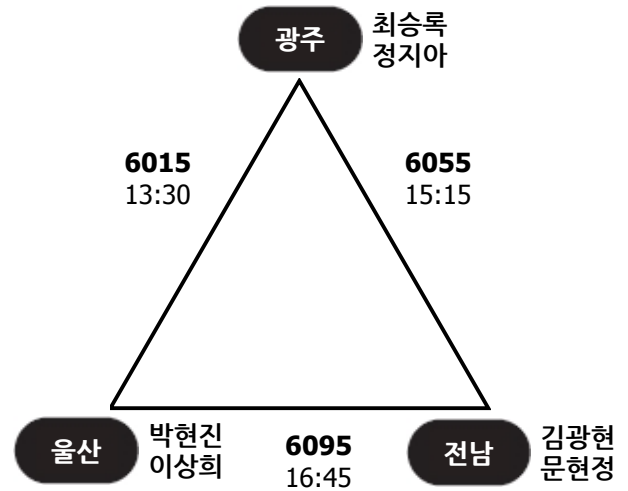 광주
최승록
정지아
6015
13:30
6055
15:15
울산
박현진
이상희
6095
16:45
전남
김광현
문현정